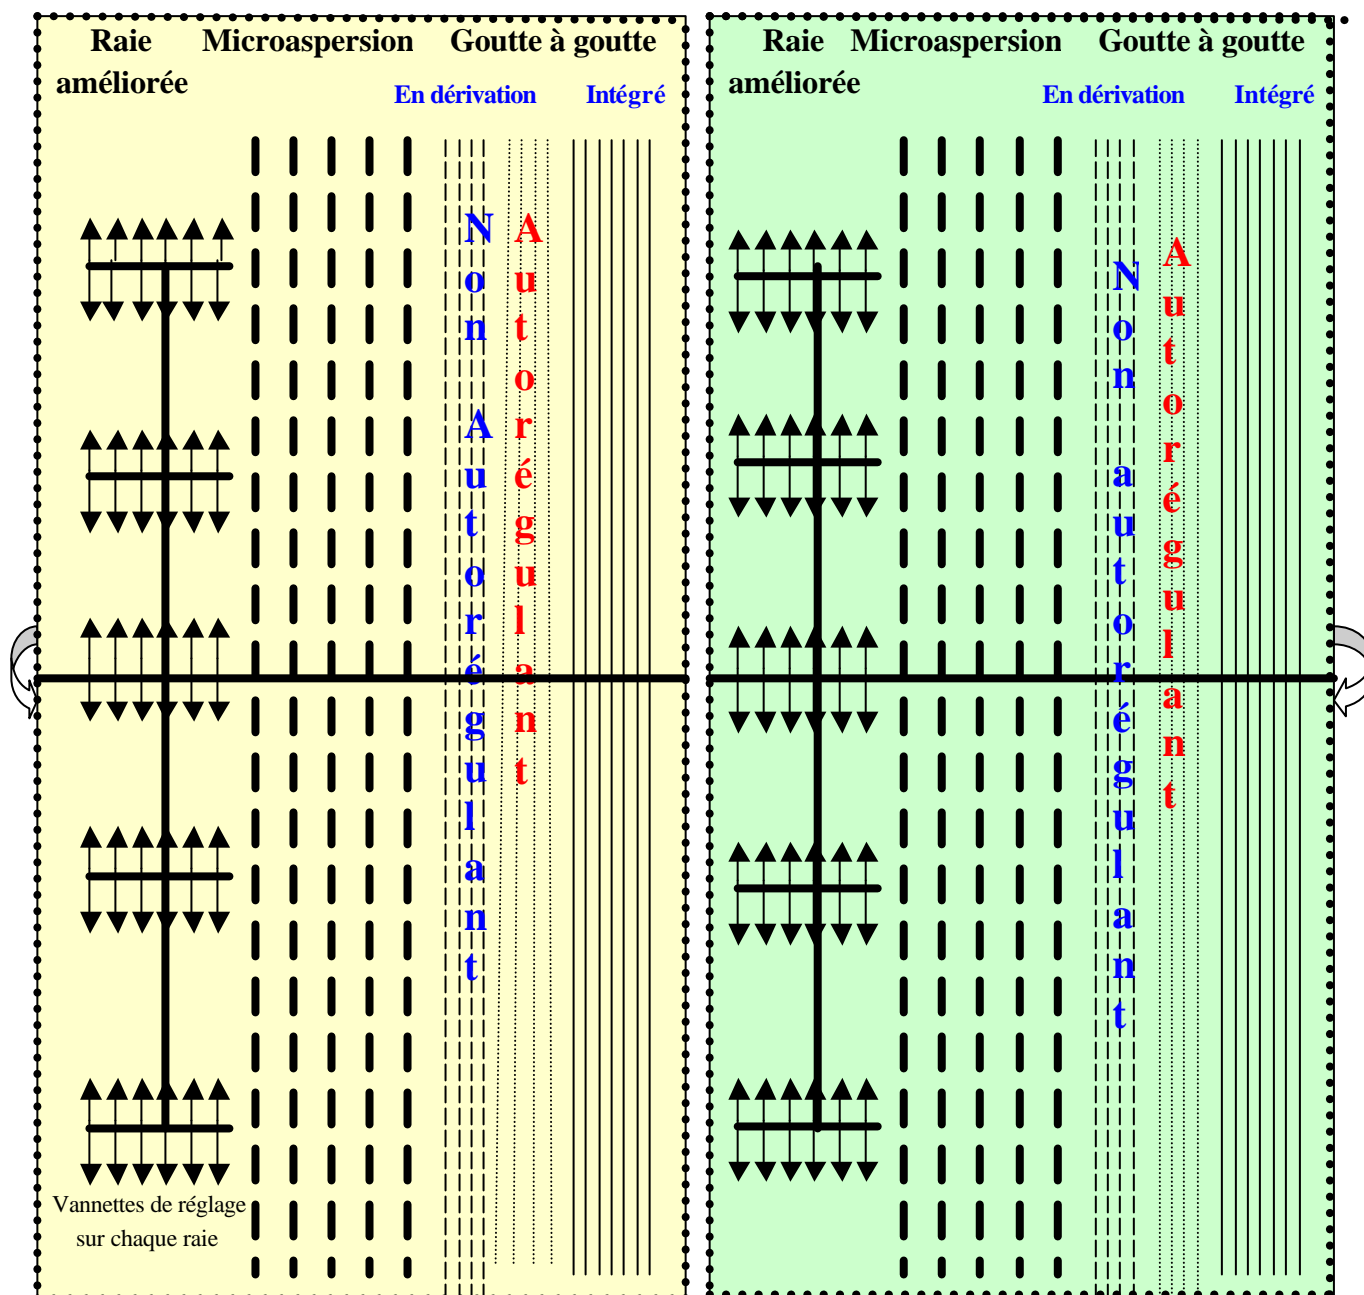 Raie Microaspersion Goutte à goutte
améliorée
En dérivation Intégré
Non Autorégulant
Autorégulant
Vannettes de réglage
sur chaque raie
Raie Microaspersion Goutte à goutte
améliorée
En dérivation Intégré
Non autorégulant
Autorégulant